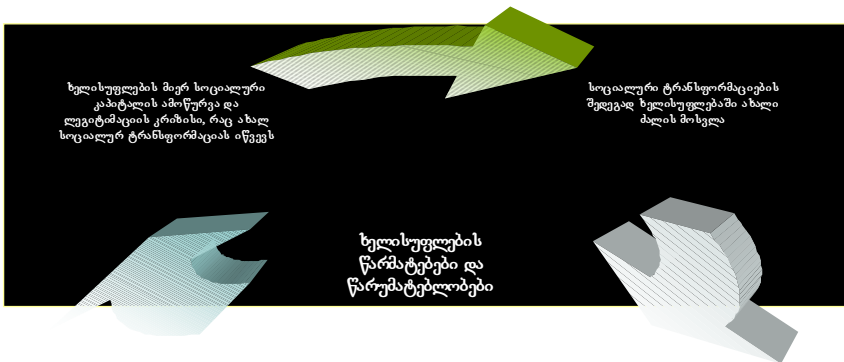 ხელისუფლების მიერ სოციალური
კაპიტალის ამოწურვა და
ლეგიტიმაციის კრიზისი, რაც ახალ
სოციალურ ტრანსფორმაციას იწვევს
სოციალური ტრანსფორმაციების
შედეგად ხელისუფლებაში ახალი
ძალის მოსვლა
ხელისუფლების
წარმატებები და
წარუმატებლობები